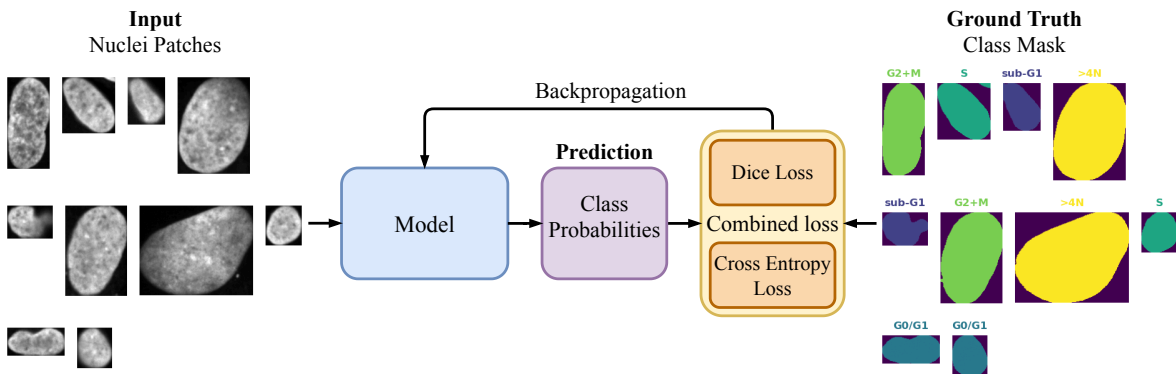 Input
Nuclei Patches
Backpropagation
Prediction
Model
Class
Probabilities
Dice Loss
Combined loss
Cross Entropy
Loss
Ground Truth
Class Mask
G2+M
S
sub-G1
>4N
sub-G1
G2+M
>4N
S
G0/G1
G0/G1